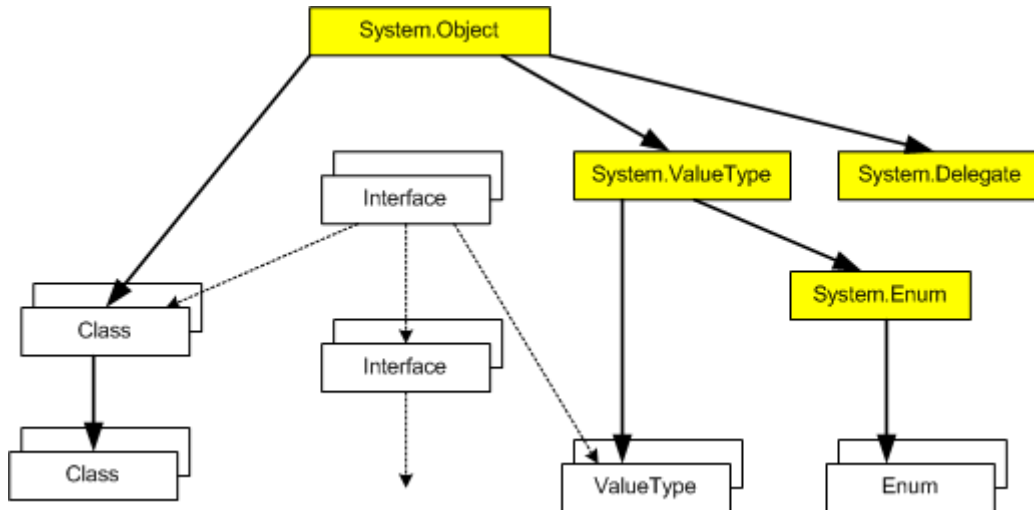 System.Object
System.ValueType
System.Delegate
Interface
System.Enum
Class
Interface
Class
ValueType
Enum